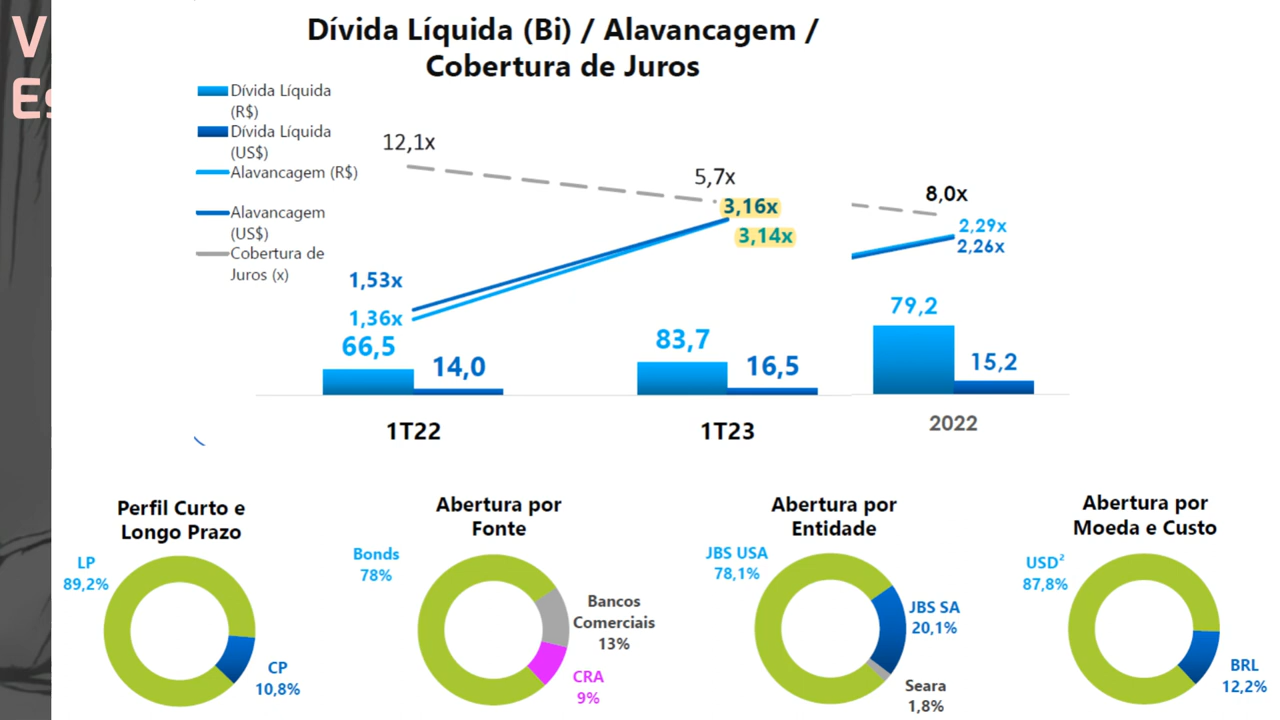 V
Es
Dívida Líquida (Bi) / Alavancagem /
Cobertura de Juros
Dívida Líquida
(R$)
Dívida Líquida
(US$)
Alavancagem (R$)
Alavancagem
(US$)
Cobertura de
Juros (x)
12,1x
5,7x
8,0x
3,16x
3,14x
2,29x
2,26x
1,53x
1,36x
66,5
14,0
83,7
16,5
79,2
15,2
1T22
1T23
2022
Perfil Curto e
Longo Prazo
LP
89,2%
CP
10,8%
Abertura por
Fonte
Bonds
78%
Bancos
Comerciais
13%
CRA
9%
Abertura por
Entidade
JBS USA
78,1%
JBS SA
20,1%
Seara
1,8%
Abertura por
Moeda e Custo
USD²
87,8%
BRL
12,2%